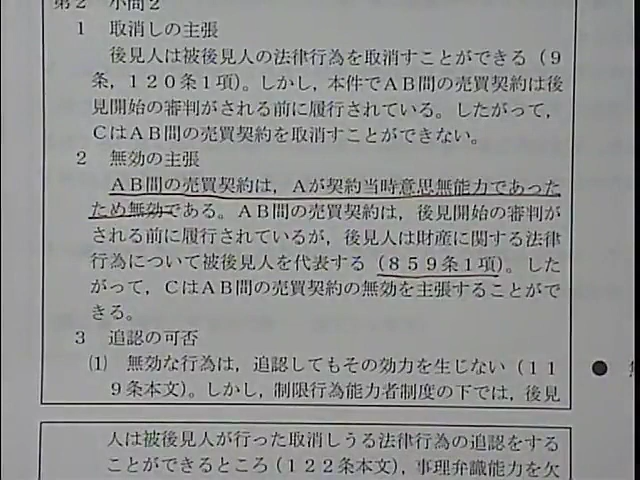 第２　小問２
１　取消しの主張
後見人は被後見人の法律行為を取消すことができる（９
条，１２０条１項）。しかし，本件でＡＢ間の売買契約は後
見開始の審判がされる前に履行されている。したがって，
ＣはＡＢ間の売買契約を取消すことができない。
２　無効の主張
ＡＢ間の売買契約は，Ａが契約当時意思無能力であった
ため無効である。ＡＢ間の売買契約は，後見開始の審判が
される前に履行されているが，後見人は財産に関する法律
行為について被後見人を代表する（８５９条１項）。した
がって，ＣはＡＢ間の売買契約の無効を主張することがで
きる。
３　追認の可否
⑴　無効な行為は，追認してもその効力を生じない（１１
９条本文）。しかし，制限行為能力者制度の下では，後見
人は被後見人が行った取消しうる法律行為の追認をする
ことができるところ（１２２条本文），事理弁識能力を欠